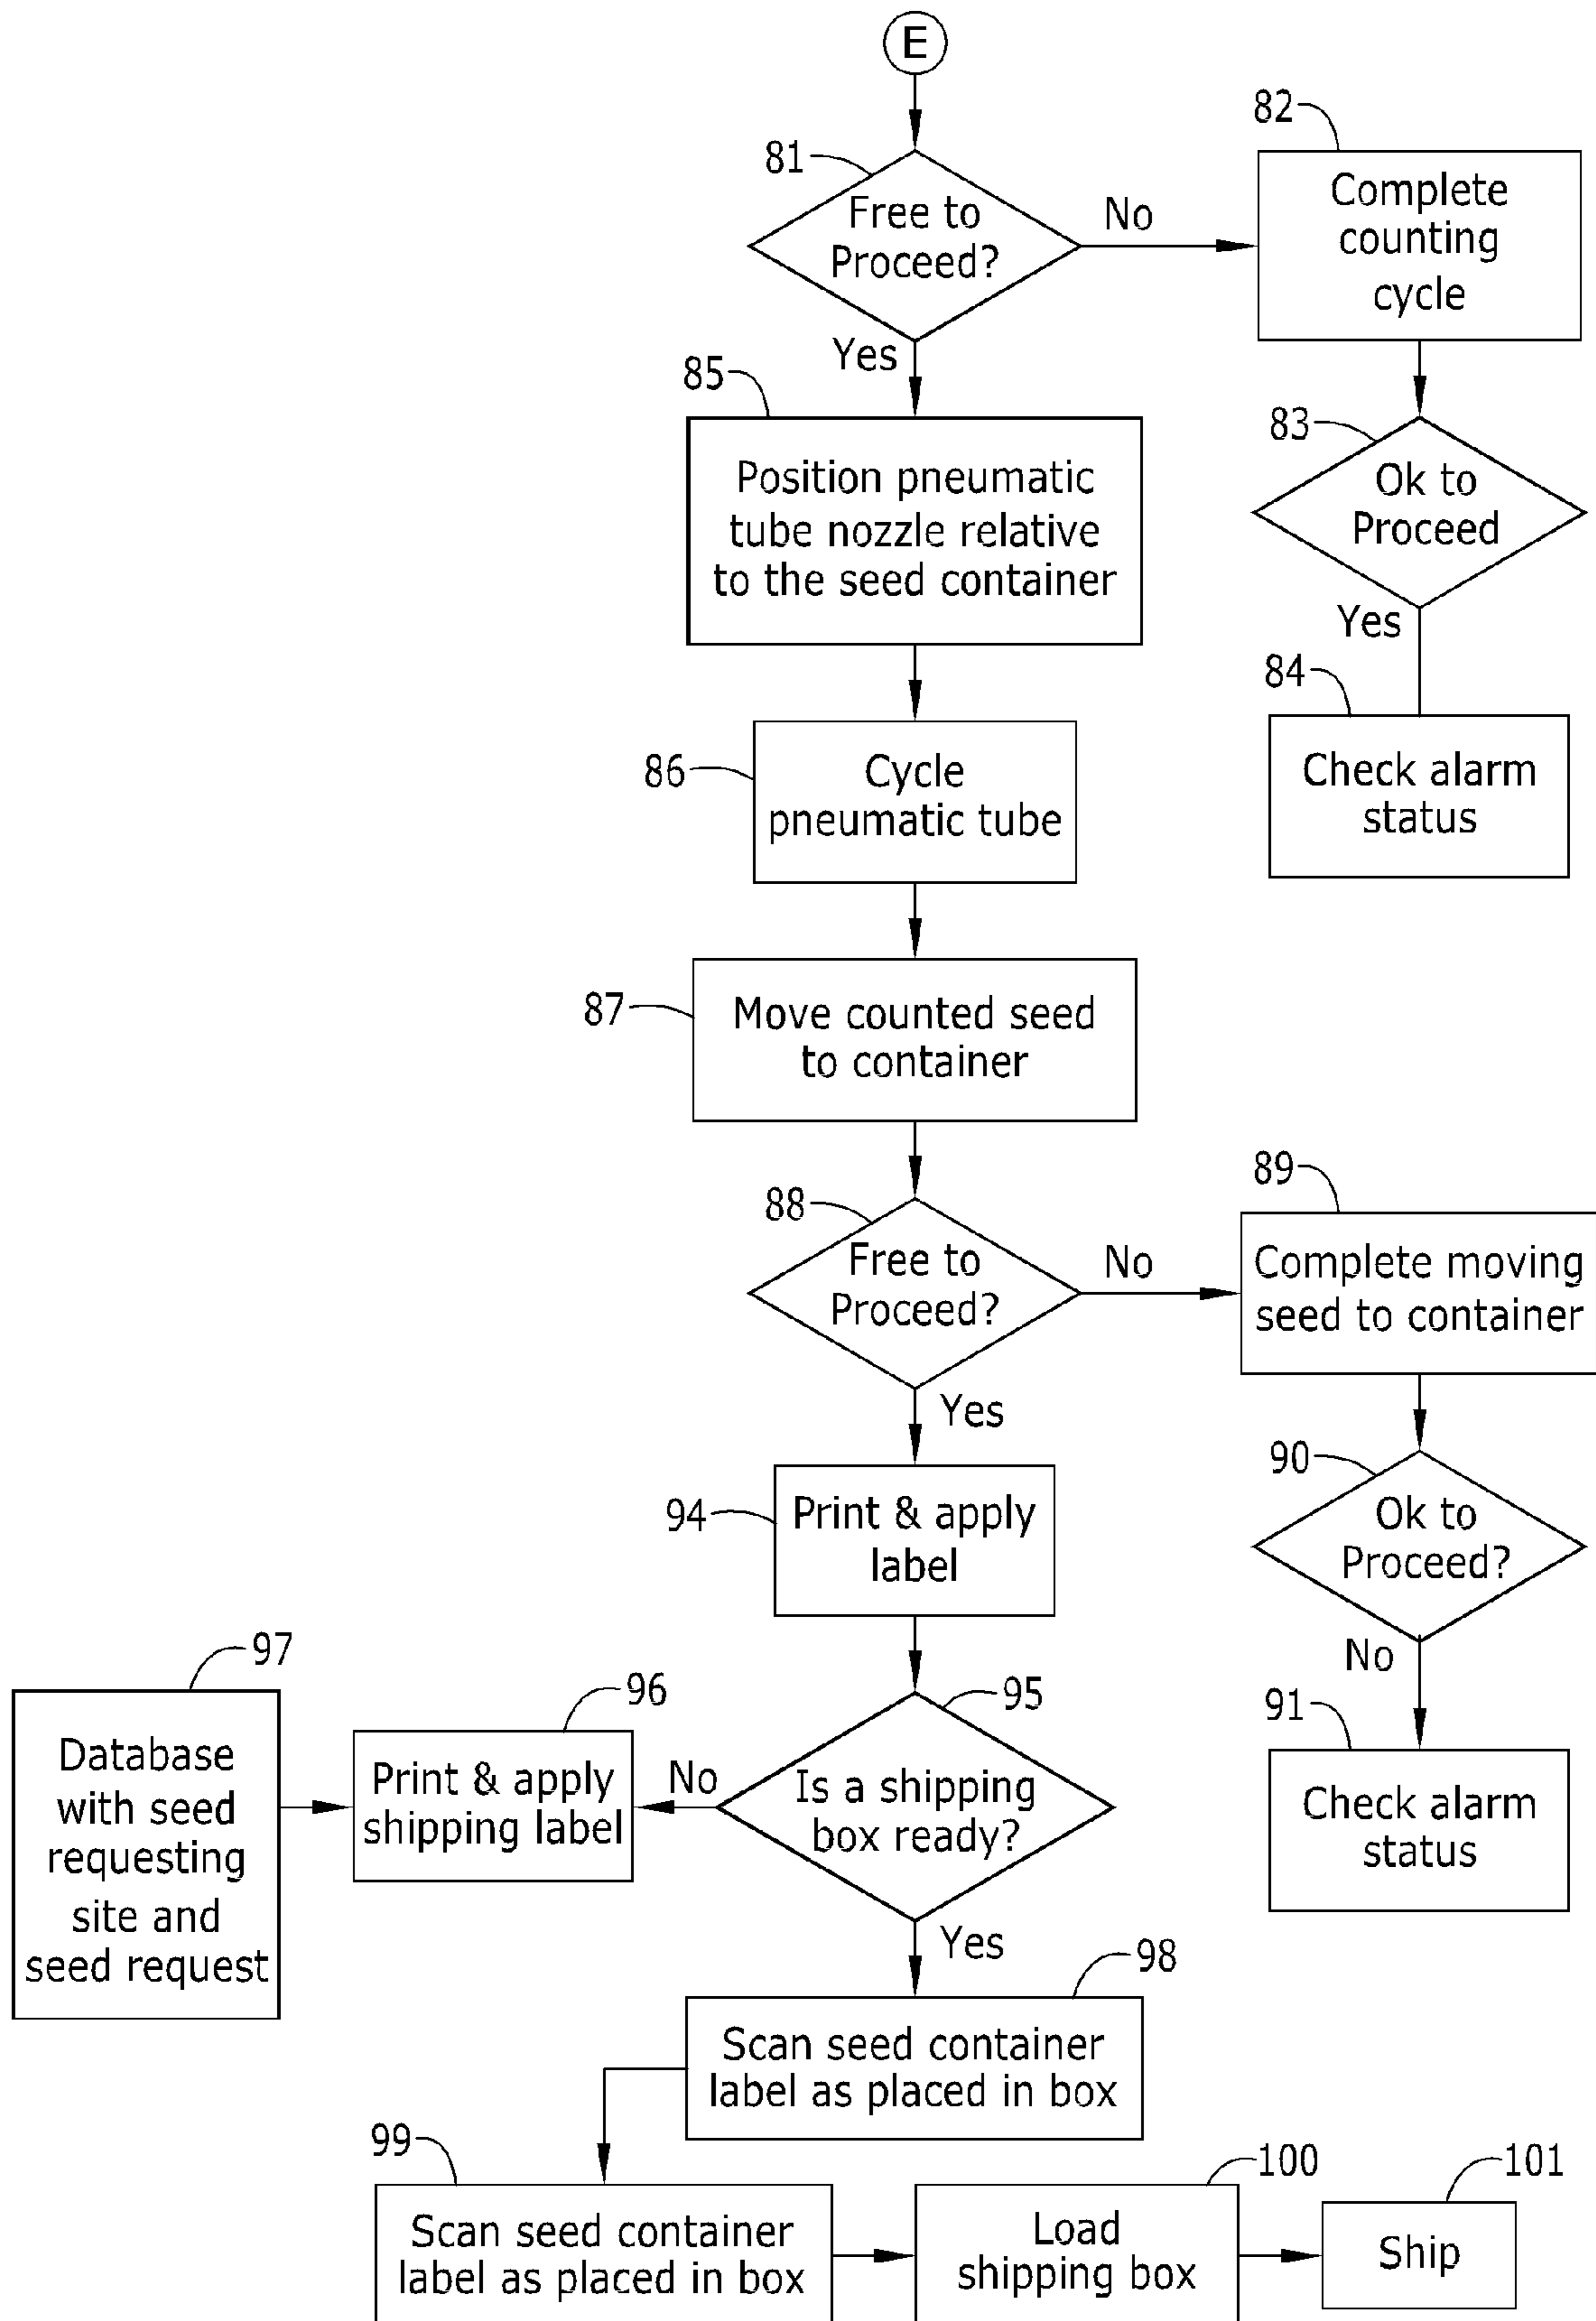 E
81
Free to
Proceed?
No
82
Complete
counting
cycle
Yes
83
Ok to
Proceed
Yes
84
Check alarm
status
85
Position pneumatic
tube nozzle relative
to the seed container
86
Cycle
pneumatic tube
87
Move counted seed
to container
88
Free to
Proceed?
No
89
Complete moving
seed to container
Yes
90
Ok to
Proceed?
No
91
Check alarm
status
94
Print & apply
label
95
Is a shipping
box ready?
No
96
Print & apply
shipping label
97
Database
with seed
requesting
site and
seed request
Yes
98
Scan seed container
label as placed in box
99
Scan seed container
label as placed in box
100
Load
shipping box
101
Ship